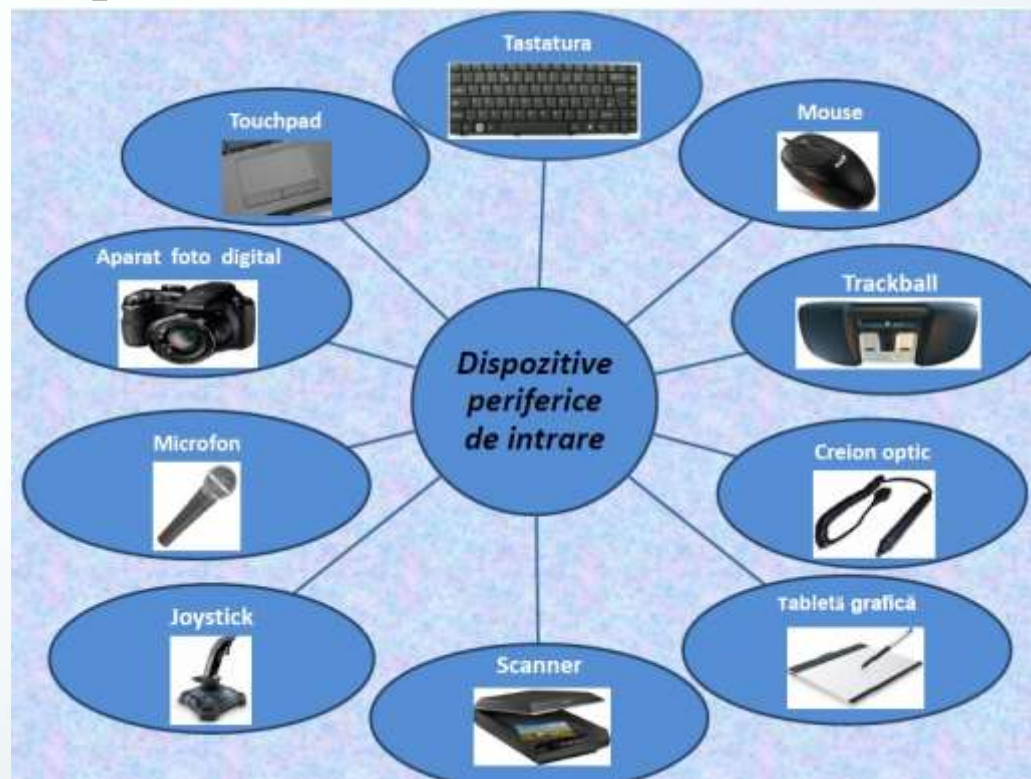 Tastatura
Touchpad
Mouse
Aparat foto digital
Trackball
Dispozitive
periferice
de intrare
Microfon
Creion optic
Joystick
Tabletă grafică
Scanner